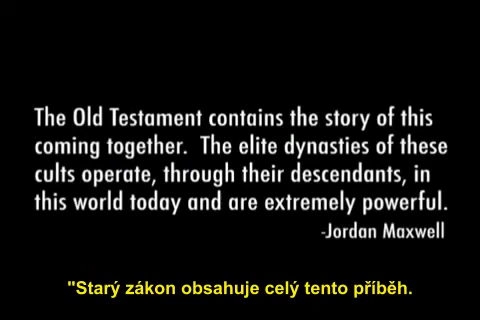 The Old Testament contains the story of this
coming together.  The elite dynasties of these
cults operate, through their descendants, in
this world today and are extremely powerful.
-Jordan Maxwell
"Starý zákon obsahuje celý tento příběh.